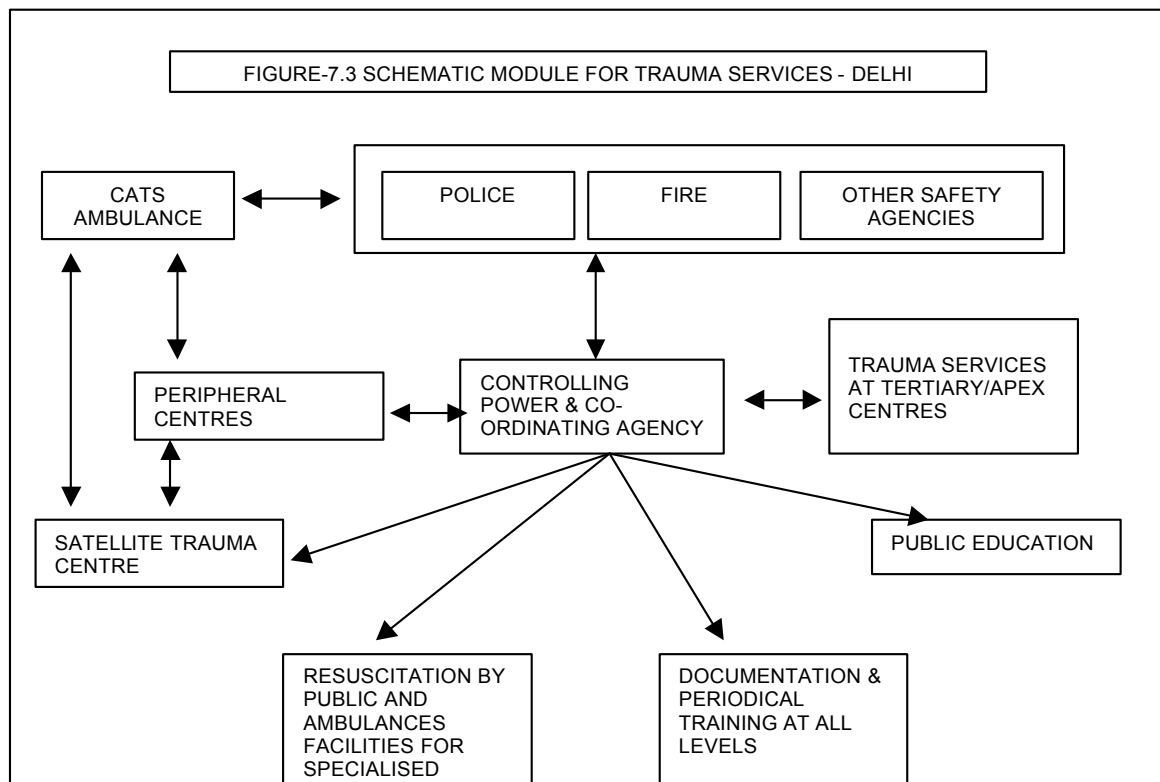 FIGURE-7.3 SCHEMATIC MODULE FOR TRAUMA SERVICES - DELHI
CATS
AMBULANCE
POLICE
FIRE
OTHER SAFETY
AGENCIES
PERIPHERAL
CENTRES
CONTROLLING
POWER & CO-
ORDINATING AGENCY
TRAUMA SERVICES
AT TERTIARY/APEX
CENTRES
SATELLITE TRAUMA
CENTRE
PUBLIC EDUCATION
RESUSCITATION BY
PUBLIC AND
AMBULANCES
FACILITIES FOR
SPECIALISED
DOCUMENTATION &
PERIODICAL
TRAINING AT ALL
LEVELS